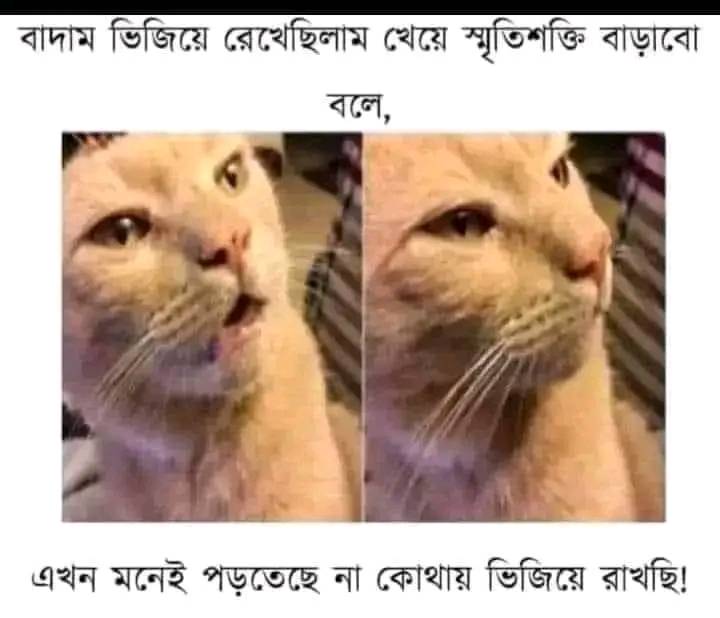 বাদাম ভিজিয়ে রেখেছিলাম খেয়ে স্মৃতিশক্তি বাড়াবো
বলে,
এখন মনেই পড়তেছে না কোথায় ভিজিয়ে রাখছি!